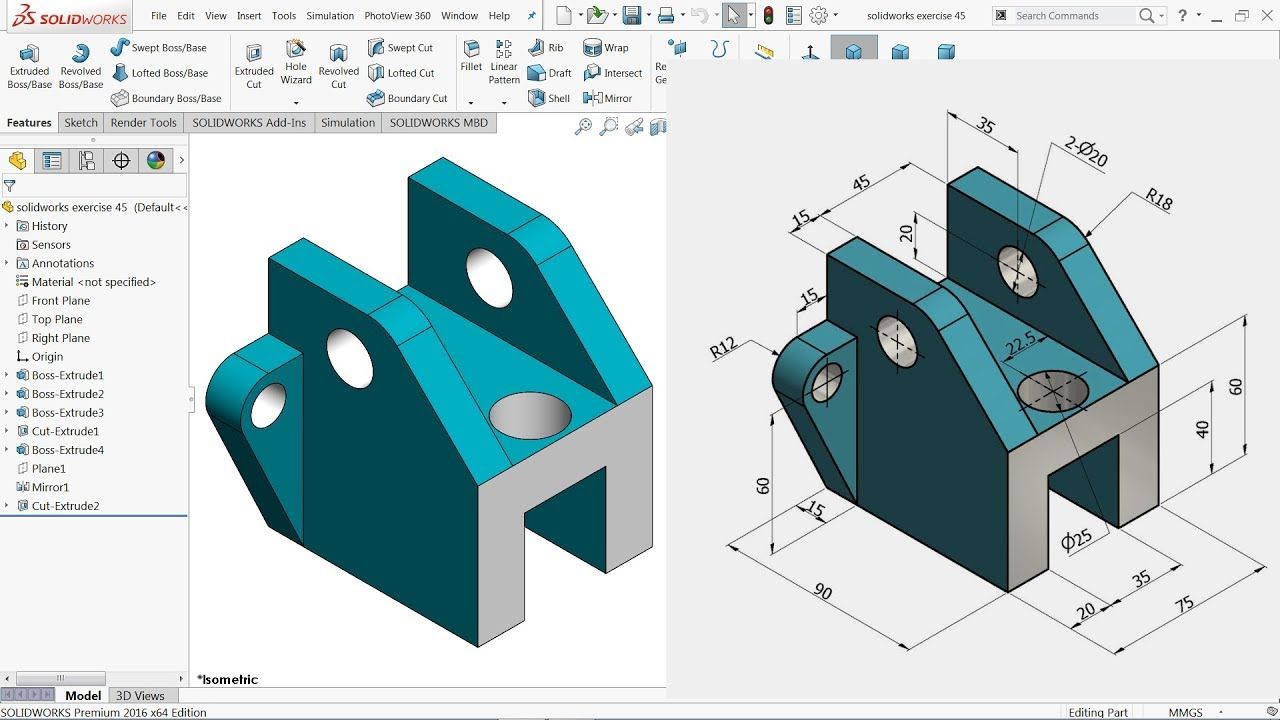 SOLIDWORKS
File Edit View Insert Tools Simulation PhotoView 360 Window Help
solidworks exercise 45
Search Commands
?
Extruded Boss/Base
Revolved Boss/Base
Swept Boss/Base
Lofted Boss/Base
Boundary Boss/Base
Extruded Cut
Hole Wizard
Revolved Cut
Swept Cut
Lofted Cut
Boundary Cut
Fillet
Linear Pattern
Rib
Draft
Shell
Wrap
Intersect
Mirror
Features Sketch Render Tools SOLIDWORKS Add-Ins Simulation SOLIDWORKS MBD
solidworks exercise 45 (Default<<
History
Sensors
Annotations
Material <not specified>
Front Plane
Top Plane
Right Plane
Origin
Boss-Extrude1
Boss-Extrude2
Boss-Extrude3
Cut-Extrude1
Boss-Extrude4
Plane1
Mirror1
Cut-Extrude2
35
2-Ø20
45
R18
15
20
15
R12
22.5
60
40
60
15
Ø25
90
35
20
75
*Isometric
Model 3D Views
SOLIDWORKS Premium 2016 x64 Edition
Editing Part
MMGS